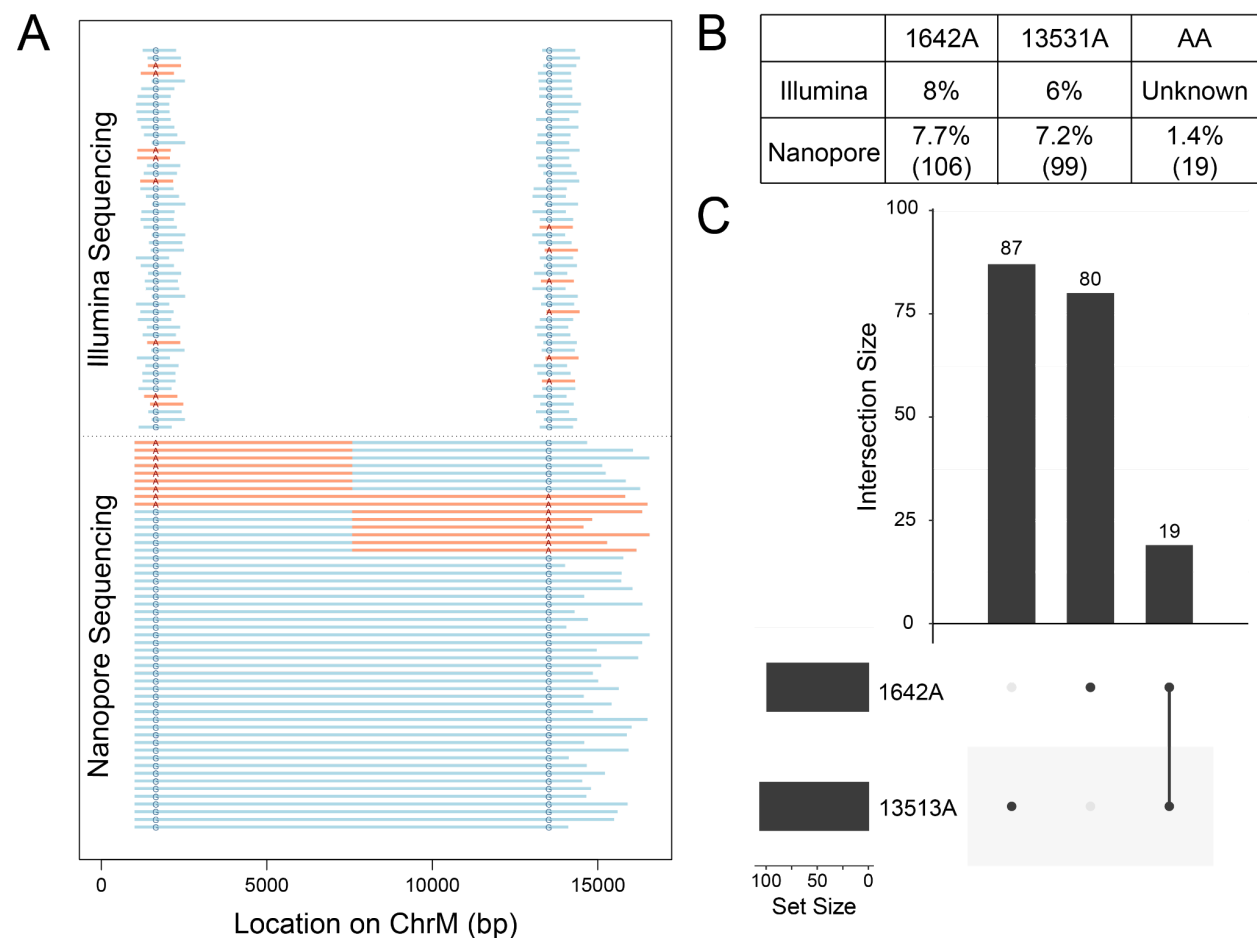 A
Illumina Sequencing
Nanopore Sequencing
0 5000 10000 15000
Location on ChrM (bp)
B
1642A 13531A AA
Illumina 8% 6% Unknown
Nanopore 7.7% (106) 7.2% (99) 1.4% (19)
C
100
75
50
25
0
Intersection Size
87
80
19
1642A
13513A
100 50 0
Set Size